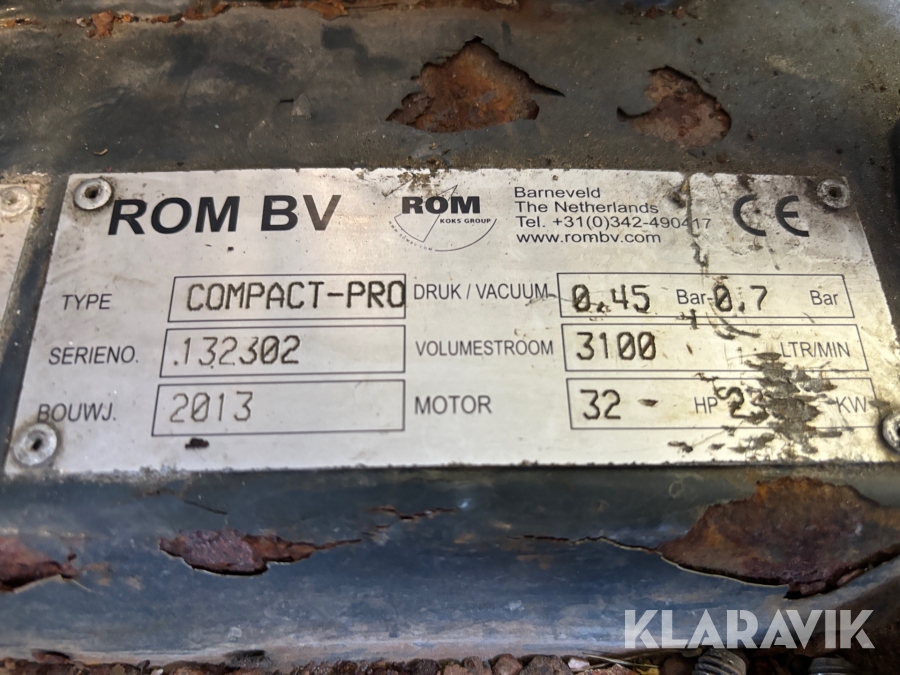 ROM BV
ROM
KOKS GROUP
Barneveld
The Netherlands
Tel. +31(0)342-490417
www.rombv.com
CE
TYPE COMPACT-PRO DRUK / VACUUM 0.45 Bar-0.7 Bar
SERIENO. 132302 VOLUMESTROOM 3100 LTR/MIN
BOUWJ. 2013 MOTOR 32 HP KW
KLARAVIK